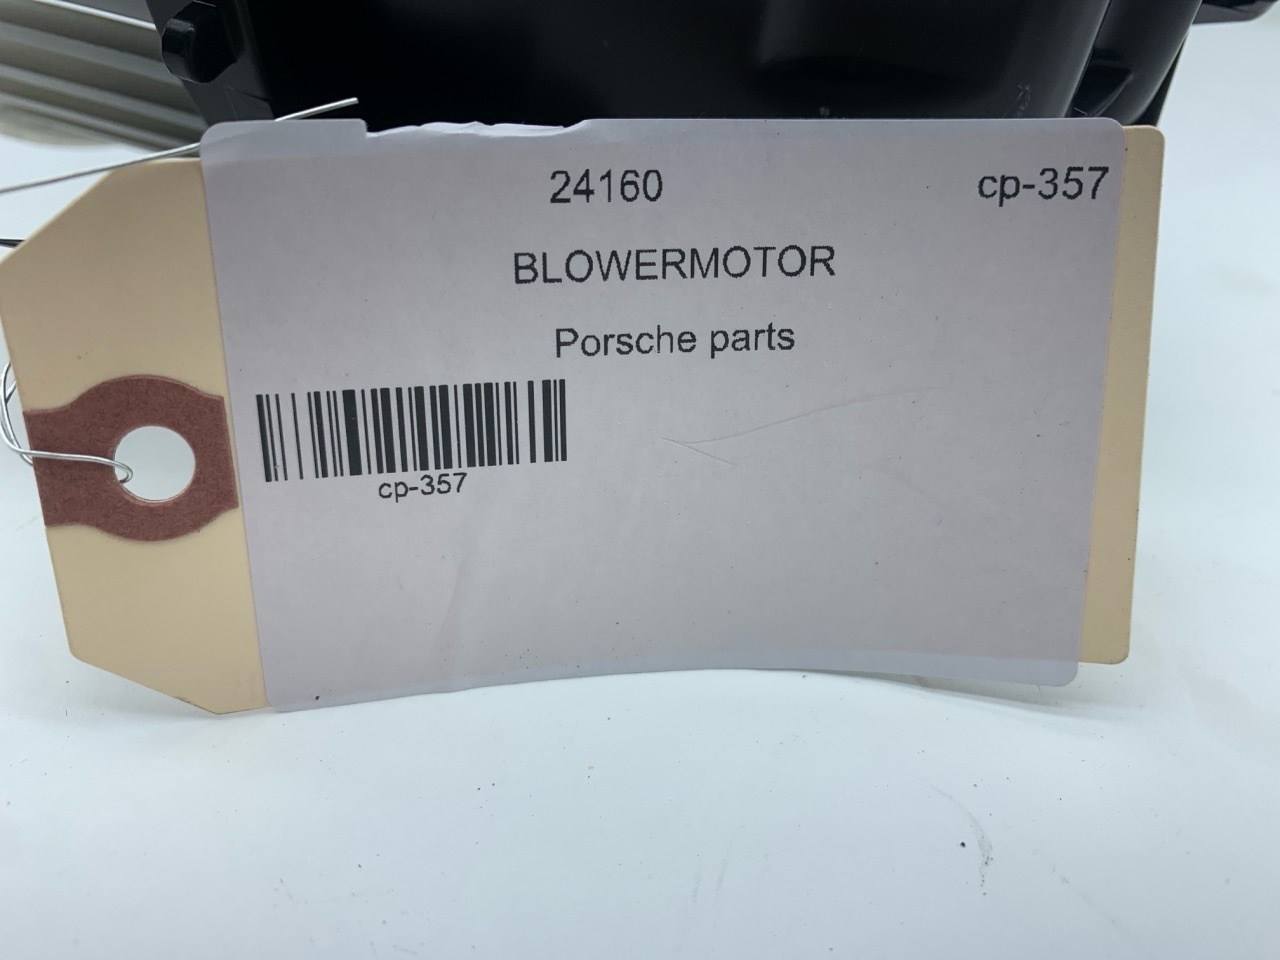 24160 cp-357
BLOWERMOTOR
Porsche parts
cp-357